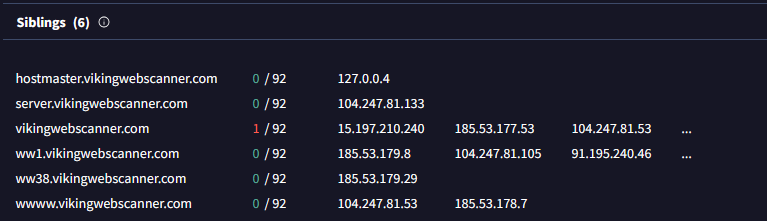 Siblings (6)
hostmaster.vikingwebscanner.com 0 / 92 127.0.0.4
server.vikingwebscanner.com 0 / 92 104.247.81.133
vikingwebscanner.com 1 / 92 15.197.210.240 185.53.177.53 104.247.81.53 ...
ww1.vikingwebscanner.com 0 / 92 185.53.179.8 104.247.81.105 91.195.240.46 ...
ww38.vikingwebscanner.com 0 / 92 185.53.179.29
wwww.vikingwebscanner.com 0 / 92 104.247.81.53 185.53.178.7